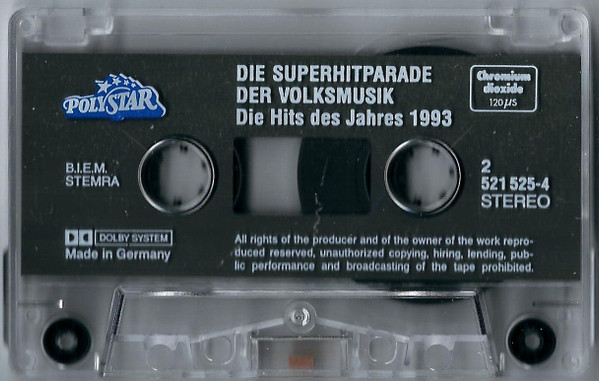 POLYSTAR
DIE SUPERHITPARADE
DER VOLKSMUSIK
Die Hits des Jahres 1993
Chromium
dioxide
120 µS
B.I.E.M.
STEMRA
2
521 525-4
STEREO
DOLBY SYSTEM
Made in Germany
All rights of the producer and of the owner of the work repro-
duced reserved, unauthorized copying, hiring, lending, pub-
lic performance and broadcasting of the tape prohibited.